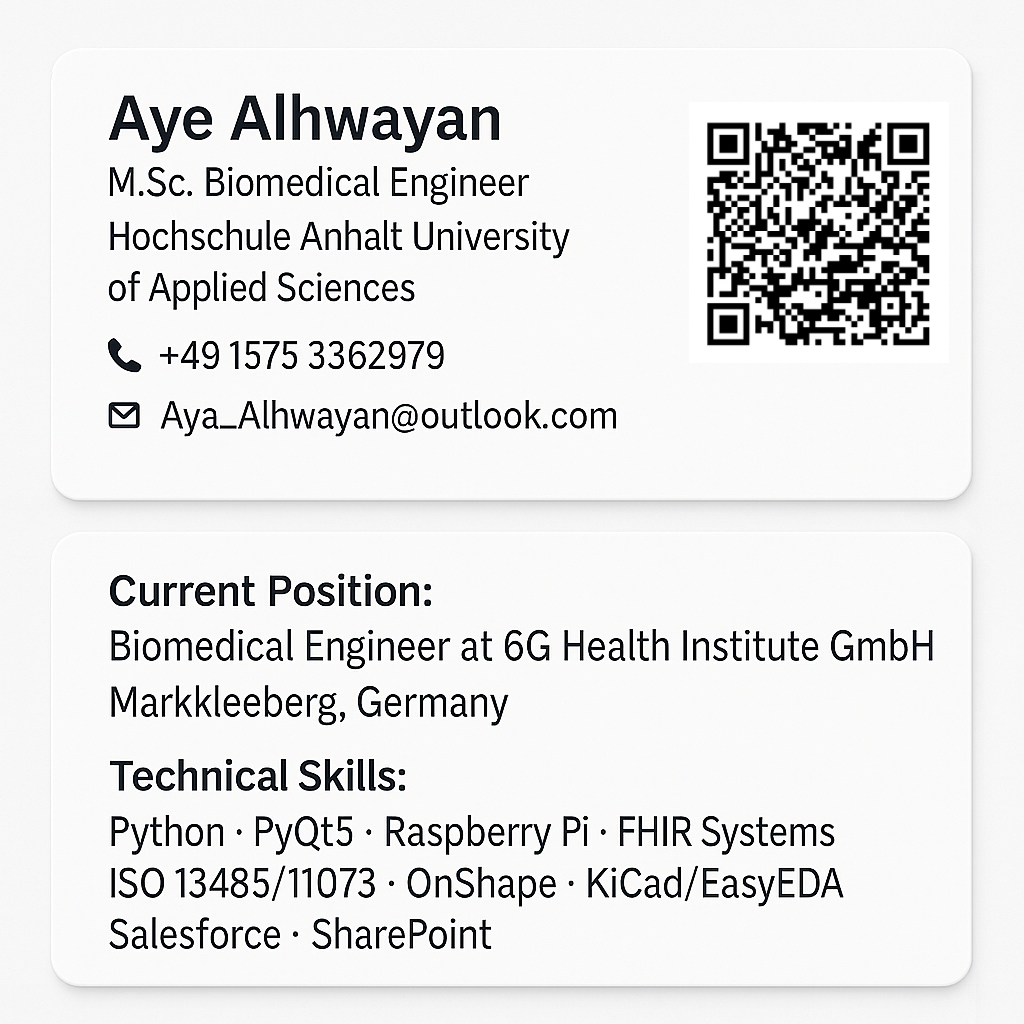 Aye Alhwayan
M.Sc. Biomedical Engineer
Hochschule Anhalt University
of Applied Sciences
+49 1575 3362979
Aya_Alhwayan@outlook.com
Current Position:
Biomedical Engineer at 6G Health Institute GmbH
Markkleeberg, Germany
Technical Skills:
Python · PyQt5 · Raspberry Pi · FHIR Systems
ISO 13485/11073 · OnShape · KiCad/EasyEDA
Salesforce · SharePoint